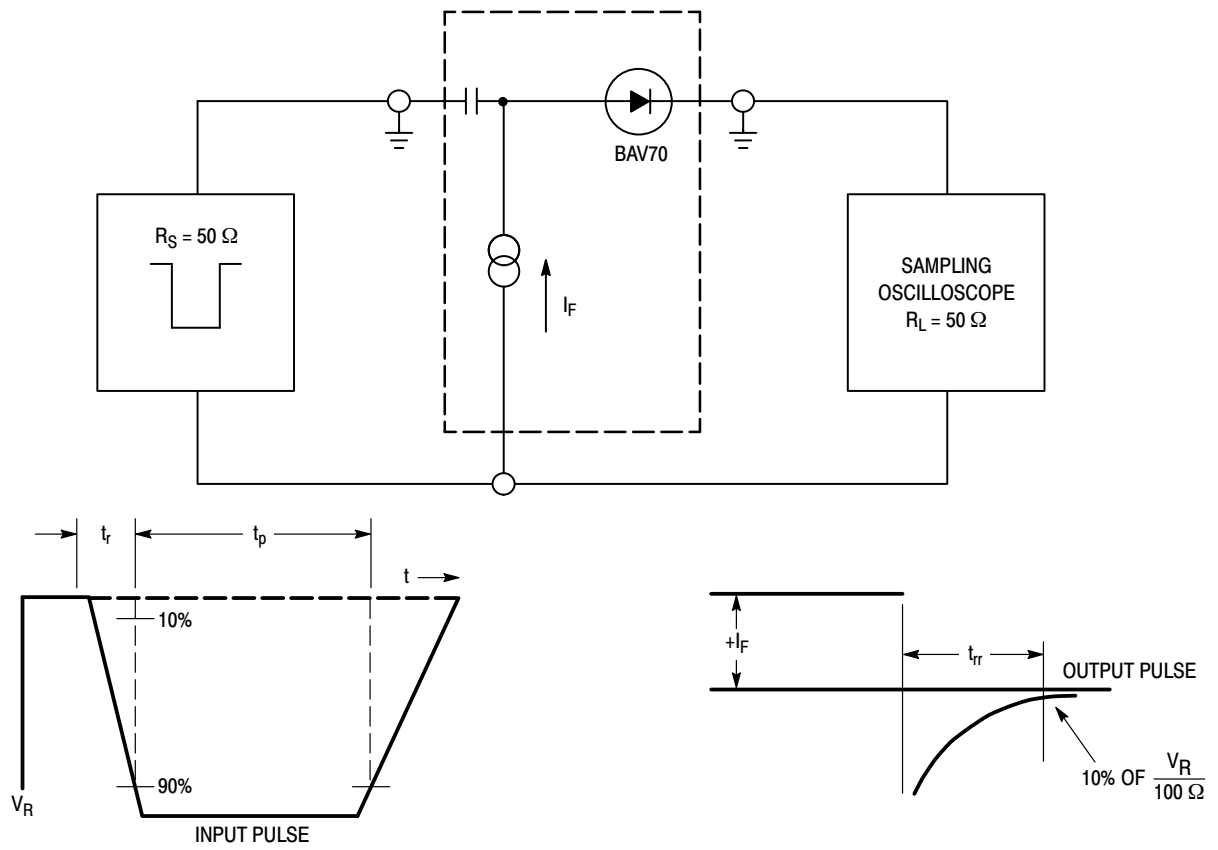 BAV70
R_S = 50 Ω
I_F
SAMPLING
OSCILLOSCOPE
R_L = 50 Ω
t_r
t_p
t
10%
90%
V_R
INPUT PULSE
+I_F
t_rr
OUTPUT PULSE
10% OF V_R
100 Ω